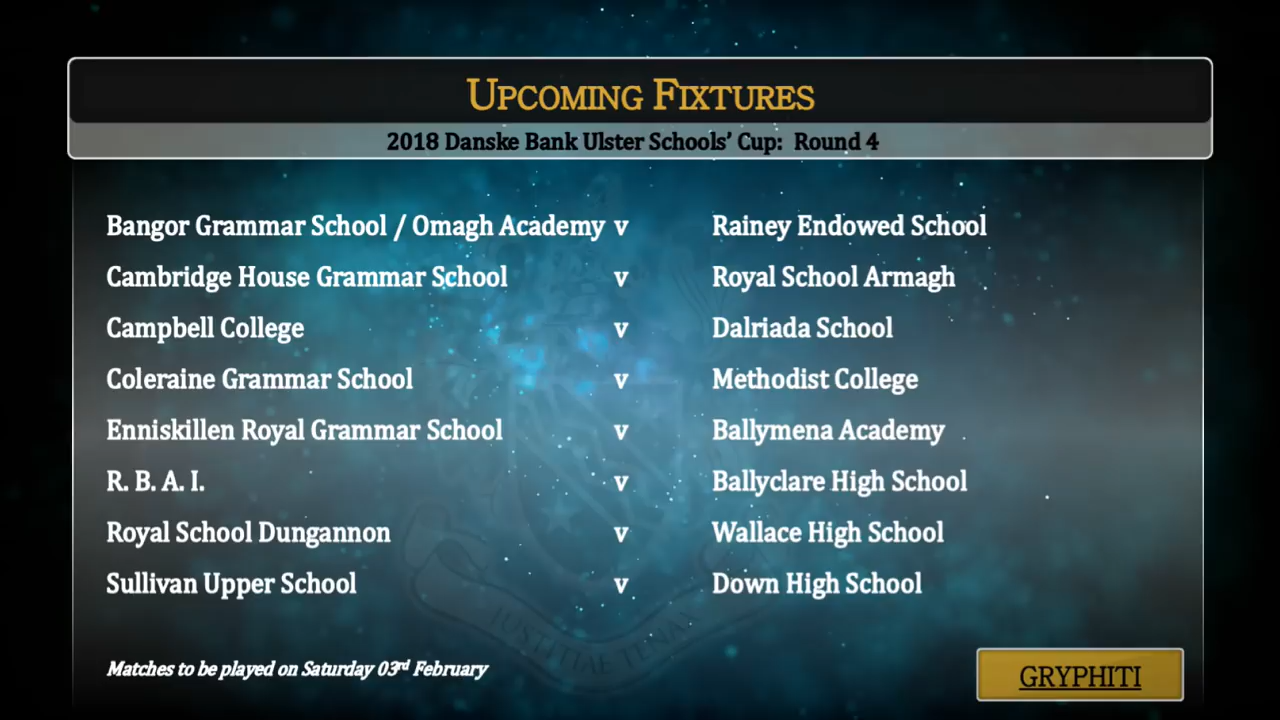 UPCOMING FIXTURES
2018 Danske Bank Ulster Schools’ Cup: Round 4
Bangor Grammar School / Omagh Academy v Rainey Endowed School
Cambridge House Grammar School v Royal School Armagh
Campbell College v Dalriada School
Coleraine Grammar School v Methodist College
Enniskillen Royal Grammar School v Ballymena Academy
R. B. A. I. v Ballyclare High School
Royal School Dungannon v Wallace High School
Sullivan Upper School v Down High School
JUSTITIAE TENAX
Matches to be played on Saturday 03rd February
GRYPHITI